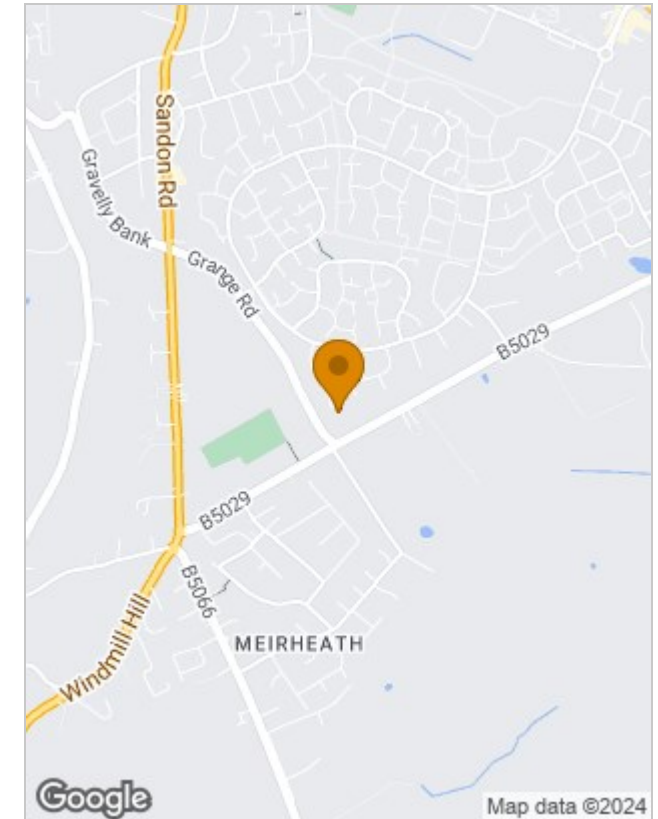 Sandon Rd
Gravelly Bank
Grange Rd
B5029
B5029
B5066
MEIRHEATH
Windmill Hill
Google
Map data ©2024